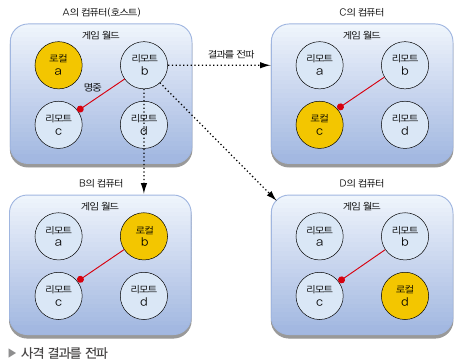 A의 컴퓨터(호스트)
게임 월드
로컬
a
리모트
b
명중
리모트
c
리모트
d
결과를 전파
C의 컴퓨터
게임 월드
리모트
a
리모트
b
로컬
c
리모트
d
B의 컴퓨터
게임 월드
리모트
a
로컬
b
리모트
c
리모트
d
D의 컴퓨터
게임 월드
리모트
a
리모트
b
리모트
c
로컬
d
▶ 사격 결과를 전파